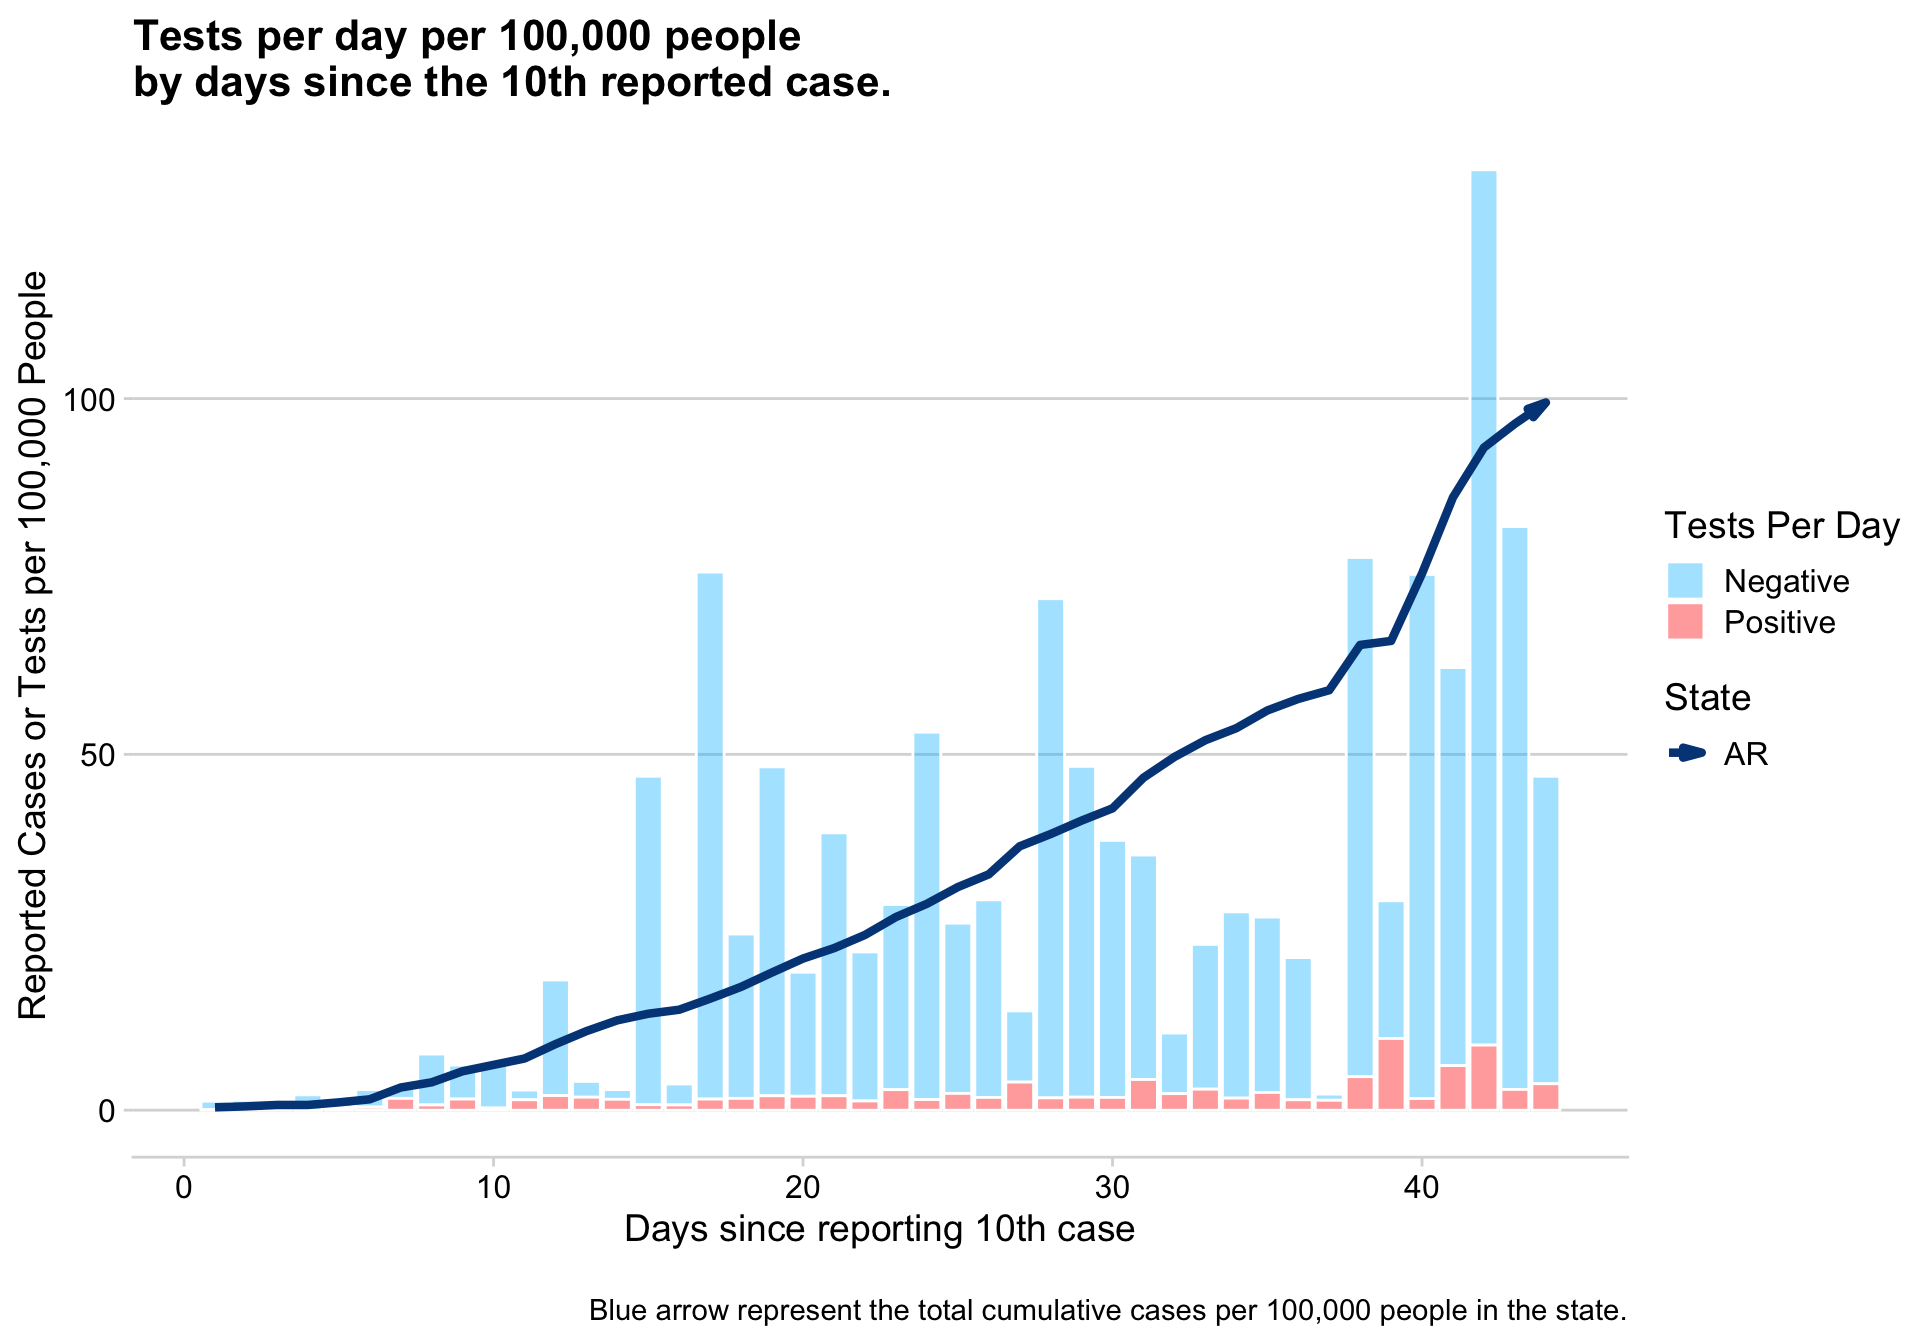 Tests per day per 100,000 people
by days since the 10th reported case.
Reported Cases or Tests per 100,000 People
100
50
0
0 10 20 30 40
Days since reporting 10th case
Tests Per Day
Negative
Positive
State
AR
Blue arrow represent the total cumulative cases per 100,000 people in the state.